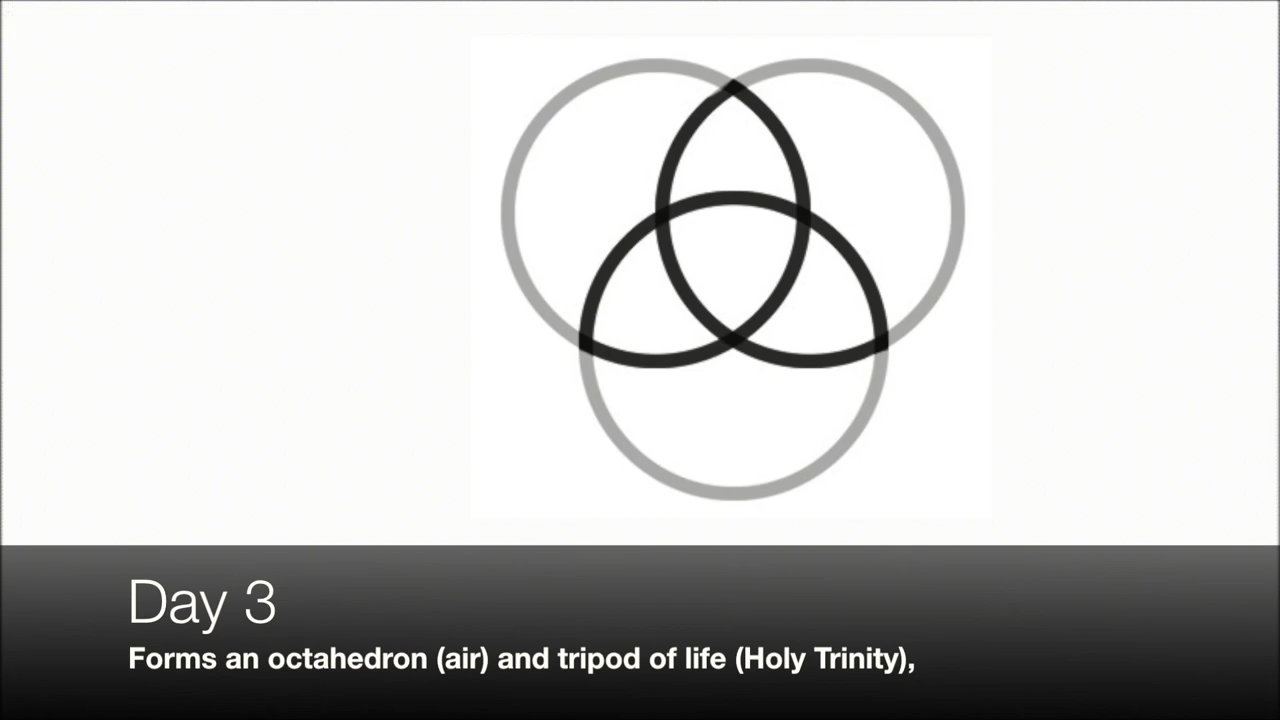 Day 3
Forms an octahedron (air) and tripod of life (Holy Trinity),